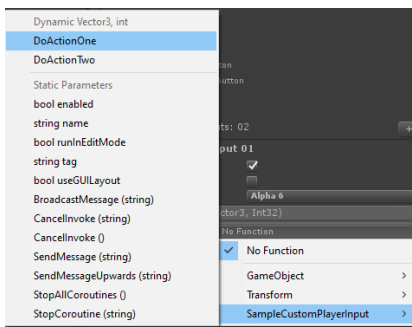 Dynamic Vector3, int
DoActionOne
DoActionTwo
Static Parameters
bool enabled
string name
bool runInEditMode
string tag
bool useGUILayout
BroadcastMessage (string)
CancelInvoke (string)
CancelInvoke ()
SendMessage (string)
SendMessageUpwards (string)
StopAllCoroutines ()
StopCoroutine (string)
ton
utton
uts: 02
+
put 01
Alpha 6
ctor3, Int32)
No Function
No Function
GameObject >
Transform >
SampleCustomPlayerInput >